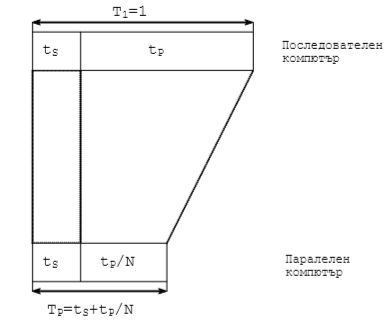 T₁=1
tₛ tₚ Последователен
компютър
tₛ tₚ/N Паралелен
компютър
Tₚ=tₛ+tₚ/N